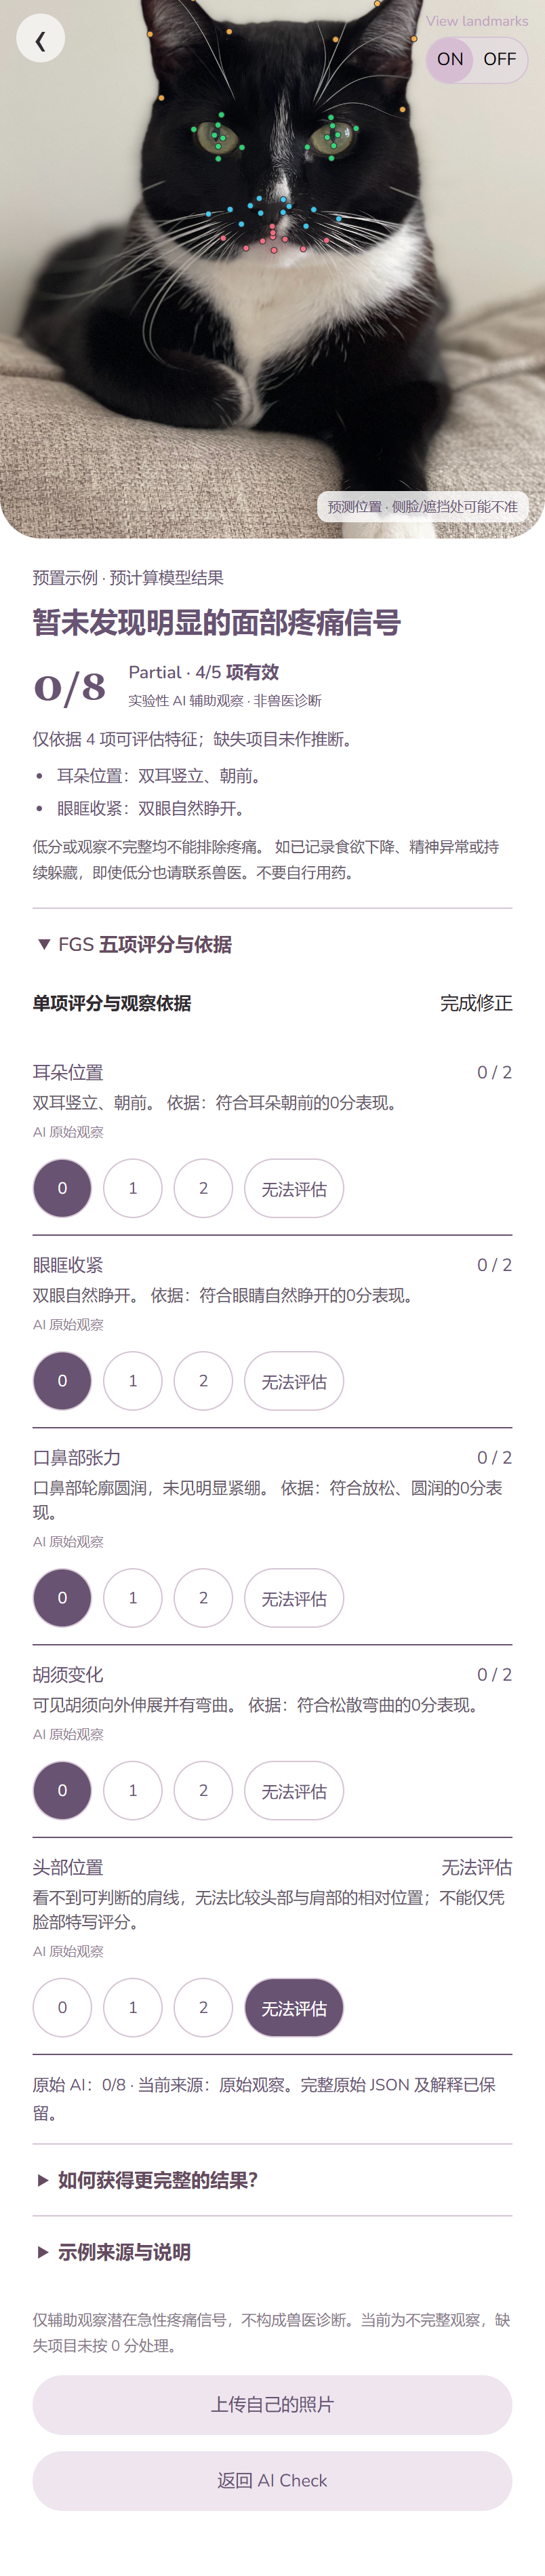 View landmarks
ON OFF
预测位置 · 侧脸/遮挡处可能不准
预置示例 · 预计算模型结果
暂未发现明显的面部疼痛信号
0/8
Partial · 4/5 项有效
实验性 AI 辅助观察 · 非兽医诊断
仅依据 4 项可评估特征；缺失项目未作推断。
• 耳朵位置：双耳竖立、朝前。
• 眼眶收紧：双眼自然睁开。
低分或观察不完整均不能排除疼痛。 如已记录食欲下降、精神异常或持
续躲藏，即使低分也请联系兽医。不要自行用药。
▼ FGS 五项评分与依据
单项评分与观察依据 完成修正
耳朵位置 0 / 2
双耳竖立、朝前。 依据：符合耳朵朝前的0分表现。
AI 原始观察
0 1 2 无法评估
眼眶收紧 0 / 2
双眼自然睁开。 依据：符合眼睛自然睁开的0分表现。
AI 原始观察
0 1 2 无法评估
口鼻部张力 0 / 2
口鼻部轮廓圆润，未见明显紧绷。 依据：符合放松、圆润的0分表
现。
AI 原始观察
0 1 2 无法评估
胡须变化 0 / 2
可见胡须向外伸展并有弯曲。 依据：符合松散弯曲的0分表现。
AI 原始观察
0 1 2 无法评估
头部位置 无法评估
看不到可判断的肩线，无法比较头部与肩部的相对位置；不能仅凭
脸部特写评分。
AI 原始观察
0 1 2 无法评估
原始 AI：0/8 · 当前来源：原始观察。完整原始 JSON 及解释已保
留。
▶ 如何获得更完整的结果？
▶ 示例来源与说明
仅辅助观察潜在急性疼痛信号，不构成兽医诊断。当前为不完整观察，缺
失项目未按 0 分处理。
上传自己的照片
返回 AI Check